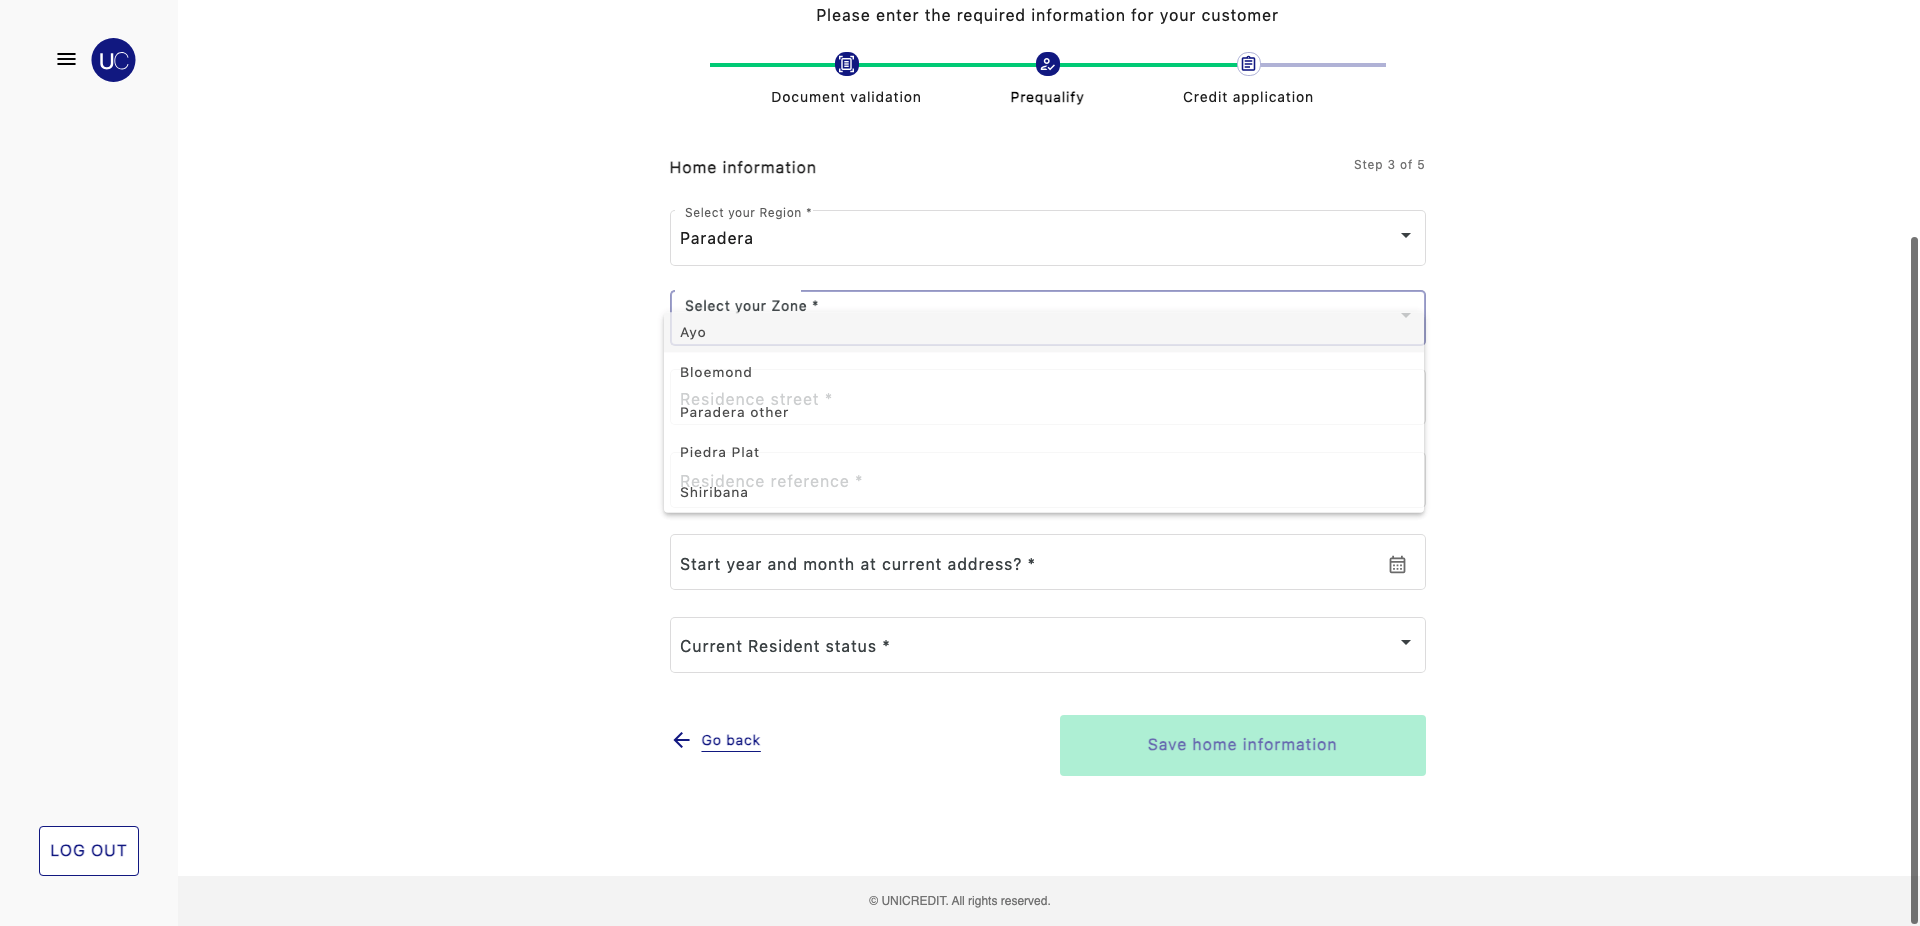 UC
Please enter the required information for your customer
Document validation
Prequalify
Credit application
Home information
Step 3 of 5
Select your Region *
Paradera
Select your Zone *
Ayo
Bloemond
Residence street *
Paradera other
Piedra Plat
Residence reference *
Shiribana
Start year and month at current address? *
Current Resident status *
Go back
Save home information
LOG OUT
© UNICREDIT. All rights reserved.